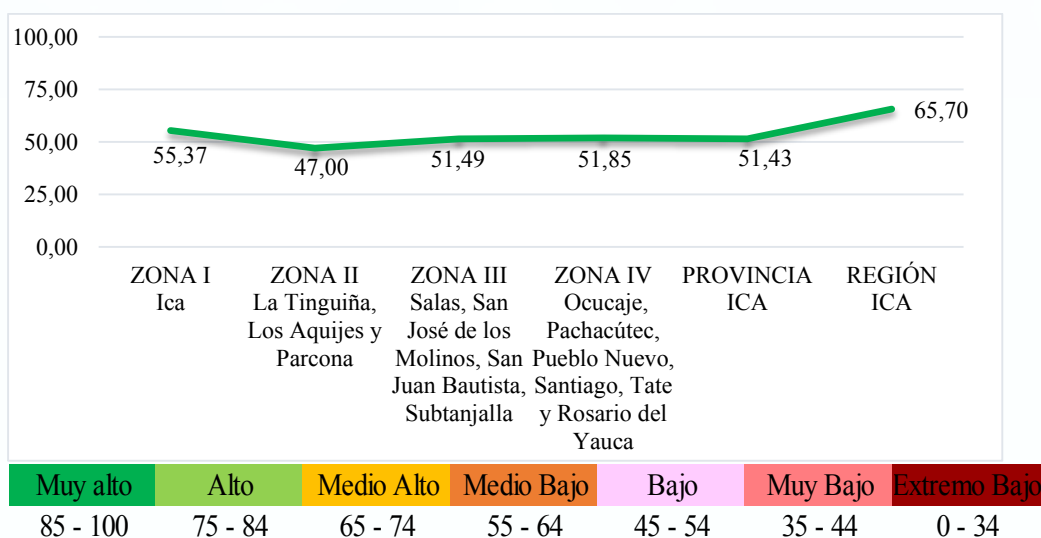 100,00
75,00
50,00
25,00
0,00
55,37
47,00
51,49
51,85
51,43
65,70
ZONA I
Ica
ZONA II
La Tinguiña,
Los Aquijes y
Parcona
ZONA III
Salas, San
José de los
Molinos, San
Juan Bautista,
Subtanjalla
ZONA IV
Ocucaje,
Pachacútec,
Pueblo Nuevo,
Santiago, Tate
y Rosario del
Yauca
PROVINCIA
ICA
REGIÓN
ICA
Muy alto Alto Medio Alto Medio Bajo Bajo Muy Bajo Extremo Bajo
85 - 100 75 - 84 65 - 74 55 - 64 45 - 54 35 - 44 0 - 34